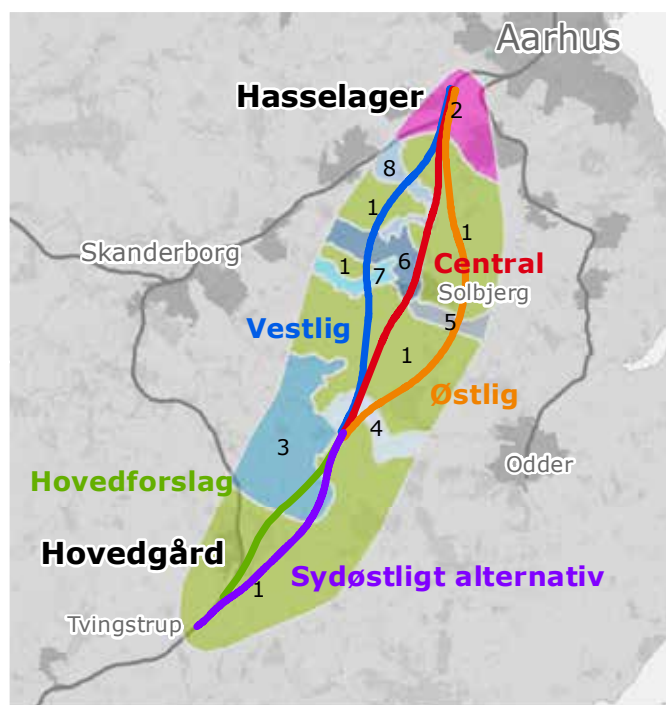 Aarhus
Hasselager
2
8
1
1
Skanderborg
1
7
6
Central
Solbjerg
Vestlig
5
1
Østlig
4
3
Odder
Hovedforslag
Hovedgård
Sydøstligt alternativ
1
Tvingstrup